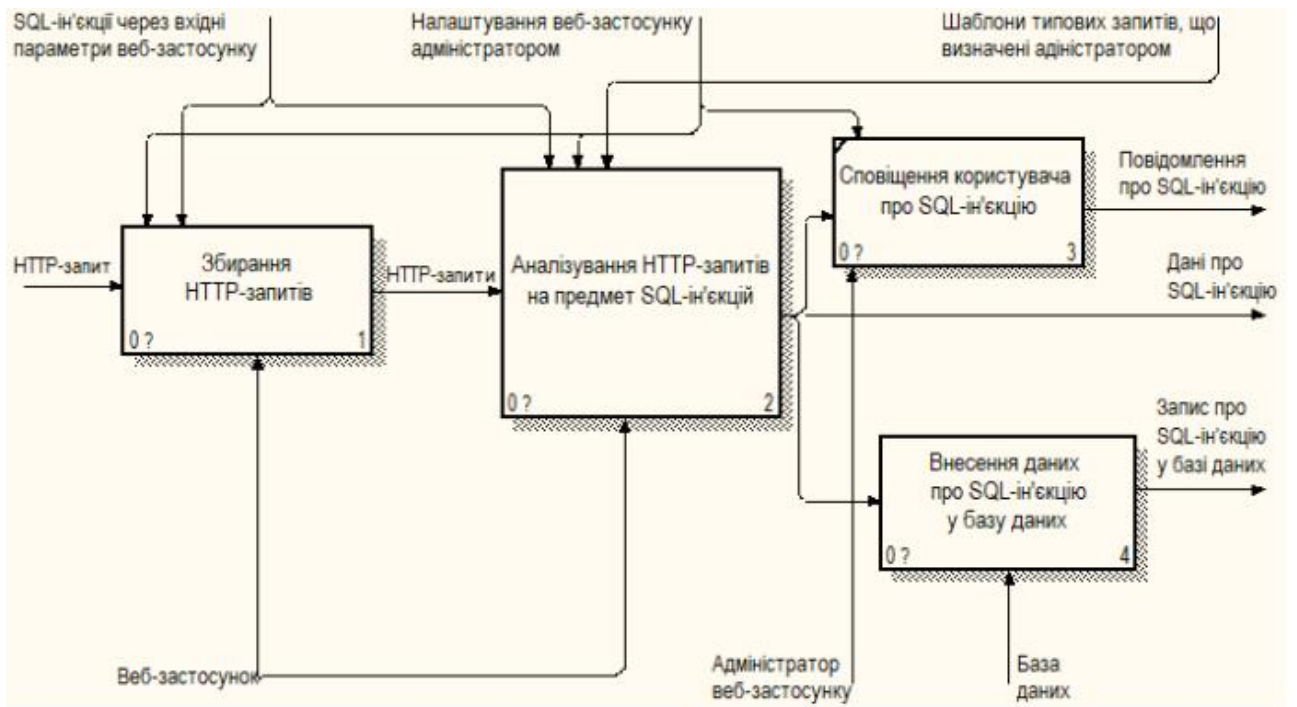 SQL-ін'єкції через вхідні
параметри веб-застосунку
Налаштування веб-застосунку
адміністратором
Шаблони типових запитів, що
визначені адіністратором
HTTP-запит
Збирання
HTTP-запитів
0 ?
1
HTTP-запити
Аналізування HTTP-запитів
на предмет SQL-ін'єкцій
0 ?
2
Сповіщення користувача
про SQL-ін'єкцію
0 ?
3
Повідомлення
про SQL-ін'єкцію
Дані про
SQL-ін'єкцію
Внесення даних
про SQL-ін'єкцію
у базу даних
0 ?
4
Запис про
SQL-ін'єкцію
у базі даних
Веб-застосунок
Адміністратор
веб-застосунку
База
даних